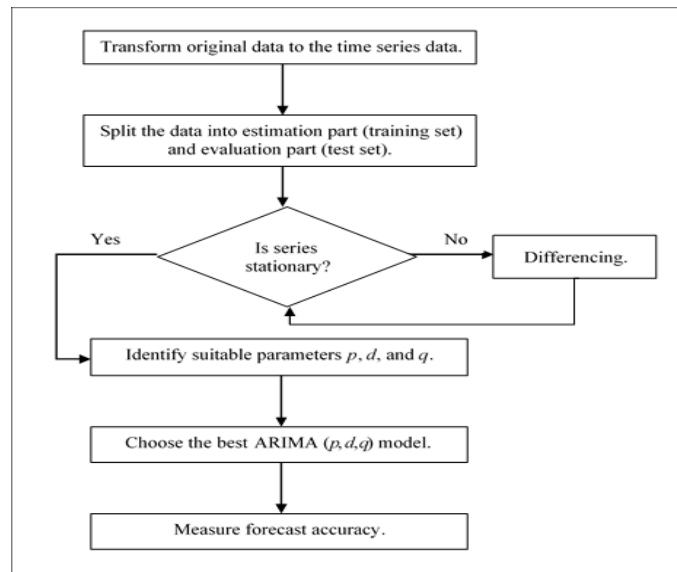 Transform original data to the time series data.
Split the data into estimation part (training set)
and evaluation part (test set).
Yes
Is series
stationary?
No
Differencing.
Identify suitable parameters p, d, and q.
Choose the best ARIMA (p,d,q) model.
Measure forecast accuracy.